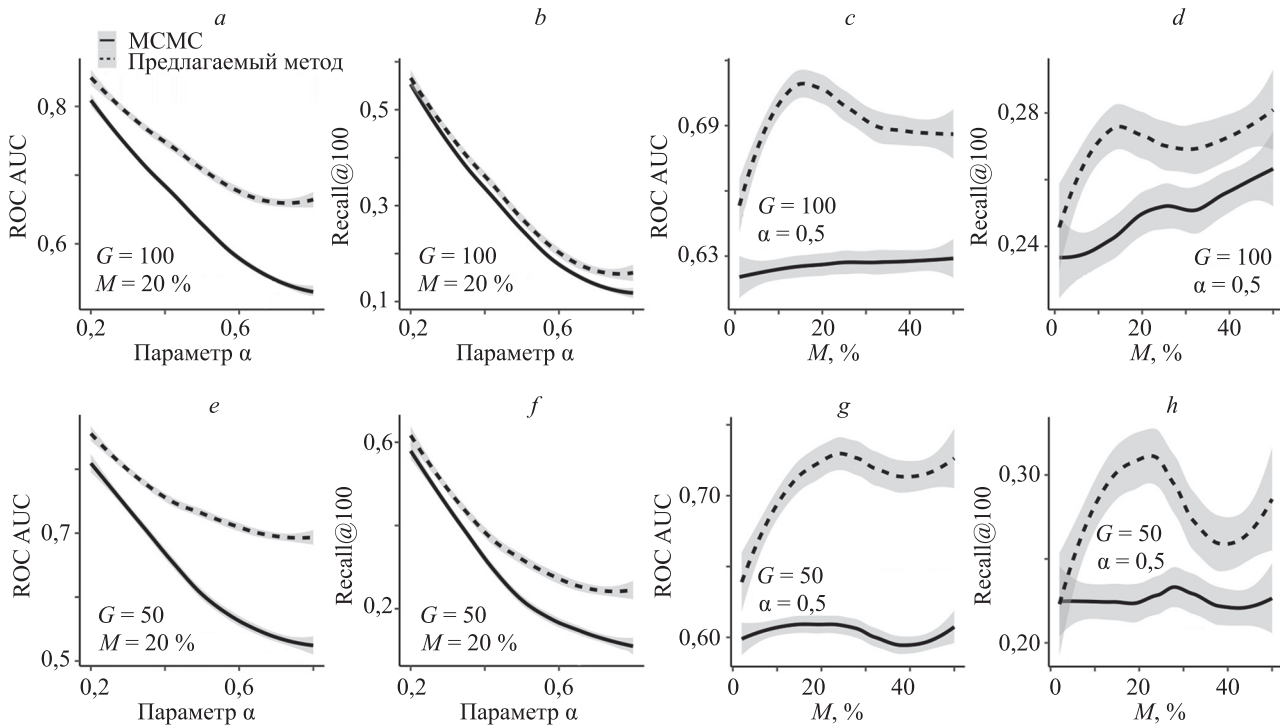 a
b
c
d
MCMC
Предлагаемый метод
ROC AUC
0,8
0,6
G = 100
M = 20 %
0,2
0,6
Параметр α
Recall@100
0,5
0,3
0,1
G = 100
M = 20 %
0,2
0,6
Параметр α
ROC AUC
0,69
0,63
G = 100
α = 0,5
0
20
40
M, %
Recall@100
0,28
0,24
G = 100
α = 0,5
0
20
40
M, %
e
f
g
h
ROC AUC
0,7
0,5
G = 50
M = 20 %
0,2
0,6
Параметр α
Recall@100
0,6
0,2
G = 50
M = 20 %
0,2
0,6
Параметр α
ROC AUC
0,70
0,60
G = 50
α = 0,5
0
20
40
M, %
Recall@100
0,30
0,20
G = 50
α = 0,5
0
20
40
M, %